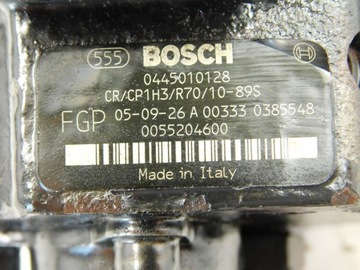 555 BOSCH
0445010128
CR/CP1H3/R70/10-89S
FGP 05-09-26 A 00333 0385548
0055204600
Made in Italy